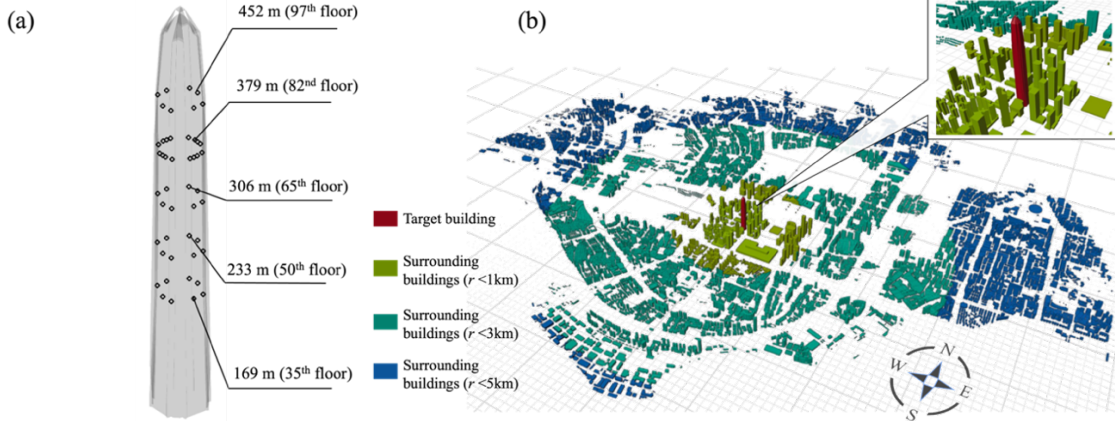 (a)
452 m (97th floor)
379 m (82nd floor)
306 m (65th floor)
233 m (50th floor)
169 m (35th floor)
(b)
Target building
Surrounding
buildings (r <1km)
Surrounding
buildings (r <3km)
Surrounding
buildings (r <5km)
N
W
E
S